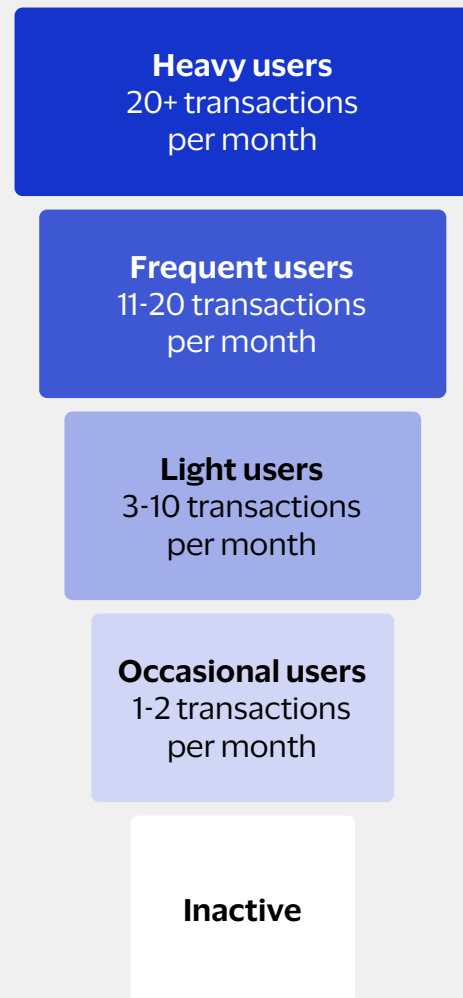 Heavy users
20+ transactions
per month
Frequent users
11-20 transactions
per month
Light users
3-10 transactions
per month
Occasional users
1-2 transactions
per month
Inactive